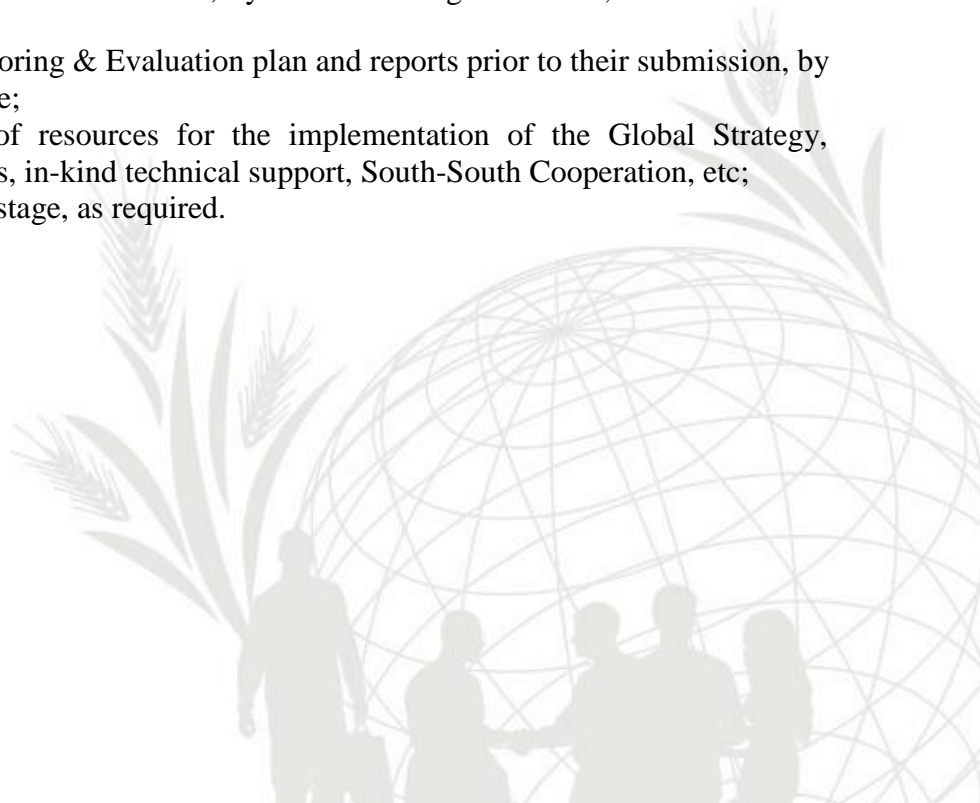 oring & Evaluation plan and reports prior to their submission, by
e;
of resources for the implementation of the Global Strategy,
s, in-kind technical support, South-South Cooperation, etc;
stage, as required.